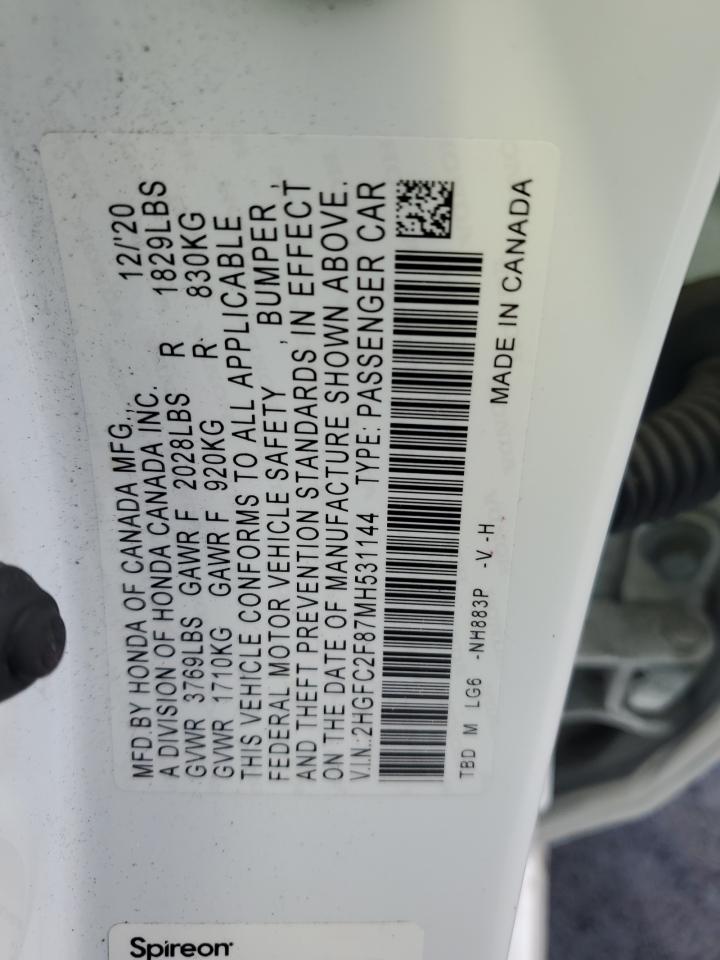 MFD.BY HONDA OF CANADA MFG., 12/'20
A DIVISION OF HONDA CANADA INC.
GVWR 3769LBS GAWR F 2028LBS R 1829LBS
GVWR 1710KG GAWR F 920KG R 830KG
THIS VEHICLE CONFORMS TO ALL APPLICABLE
FEDERAL MOTOR VEHICLE SAFETY , BUMPER ,
AND THEFT PREVENTION STANDARDS IN EFFECT
ON THE DATE OF MANUFACTURE SHOWN ABOVE.
V.I.N.:2HGFC2F87MH531144 TYPE: PASSENGER CAR
TBD M LG6 -NH883P -V -H
MADE IN CANADA
Spireon